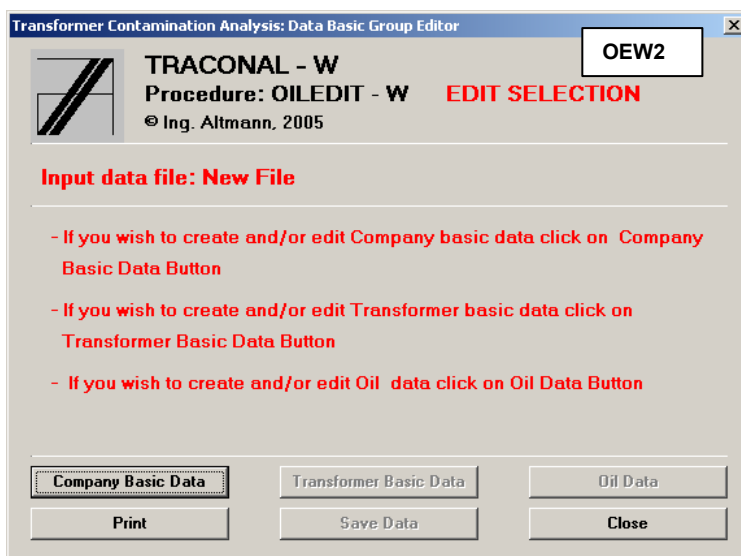 Transformer Contamination Analysis: Data Basic Group Editor
OEW2
TRACONAL - W
Procedure: OILEDIT - W EDIT SELECTION
© Ing. Altmann, 2005
Input data file: New File
- If you wish to create and/or edit Company basic data click on Company
Basic Data Button
- If you wish to create and/or edit Transformer basic data click on
Transformer Basic Data Button
- If you wish to create and/or edit Oil data click on Oil Data Button
Company Basic Data Transformer Basic Data Oil Data
Print Save Data Close